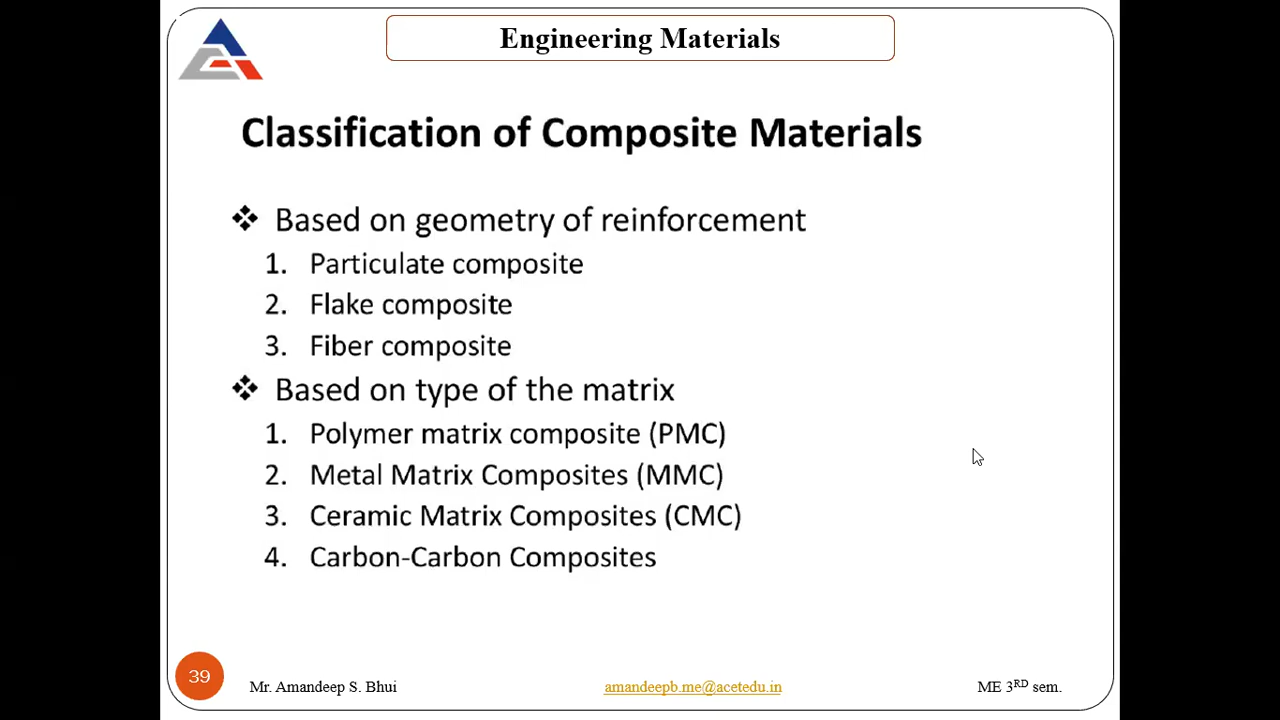 Engineering Materials
Classification of Composite Materials
❖ Based on geometry of reinforcement
1. Particulate composite
2. Flake composite
3. Fiber composite
❖ Based on type of the matrix
1. Polymer matrix composite (PMC)
2. Metal Matrix Composites (MMC)
3. Ceramic Matrix Composites (CMC)
4. Carbon-Carbon Composites
39 Mr. Amandeep S. Bhui amandeepb.me@acetedu.in ME 3RD sem.